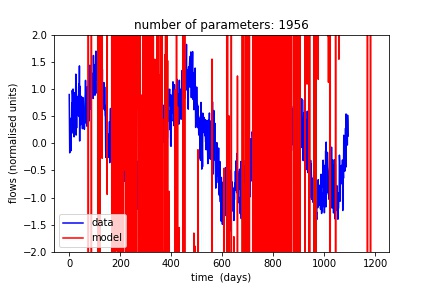 number of parameters: 1956
flows (normalised units)
2.0
1.5
1.0
0.5
0.0
−0.5
−1.0
−1.5
−2.0
data
model
0 200 400 600 800 1000 1200
time (days)